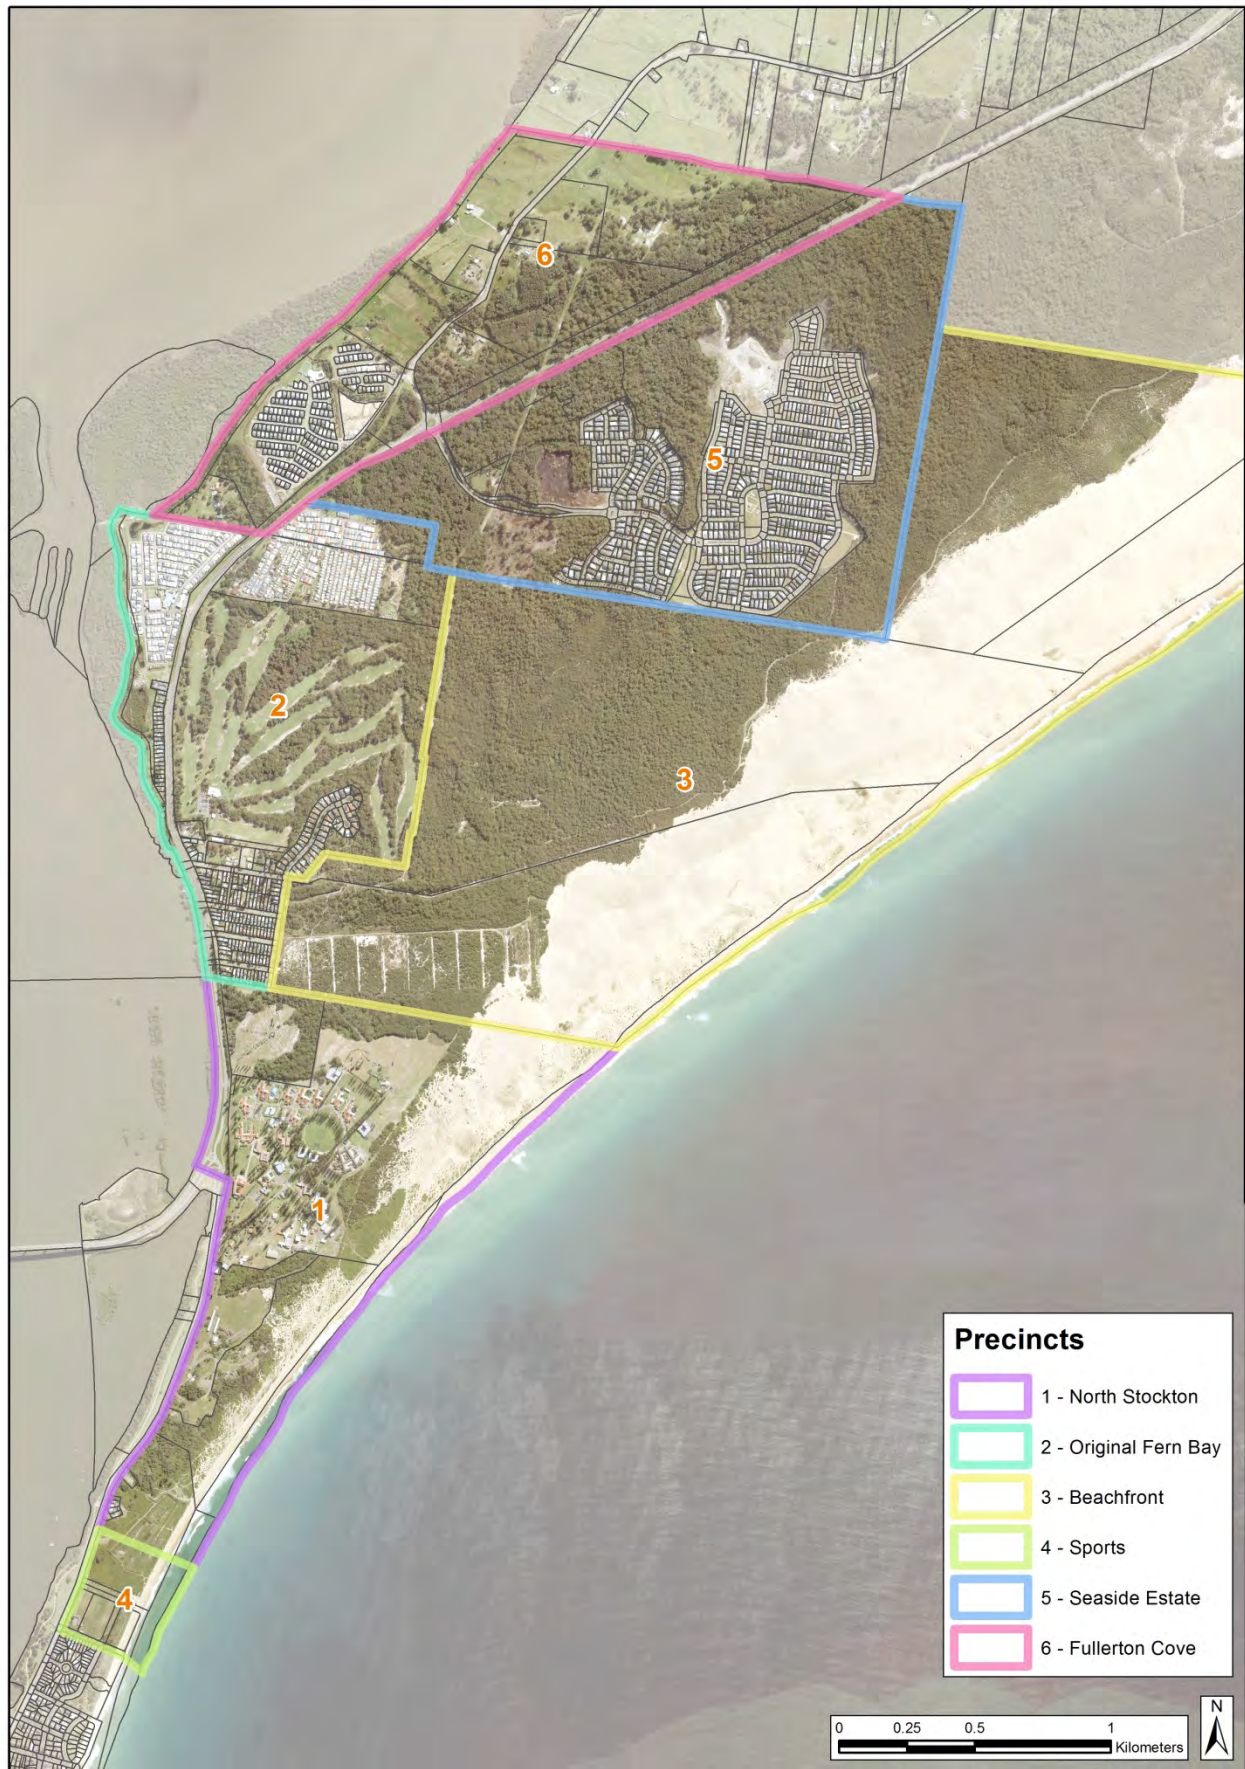 6
5
2
3
1
4
Precincts
1 - North Stockton
2 - Original Fern Bay
3 - Beachfront
4 - Sports
5 - Seaside Estate
6 - Fullerton Cove
N
0 0.25 0.5 1
Kilometers